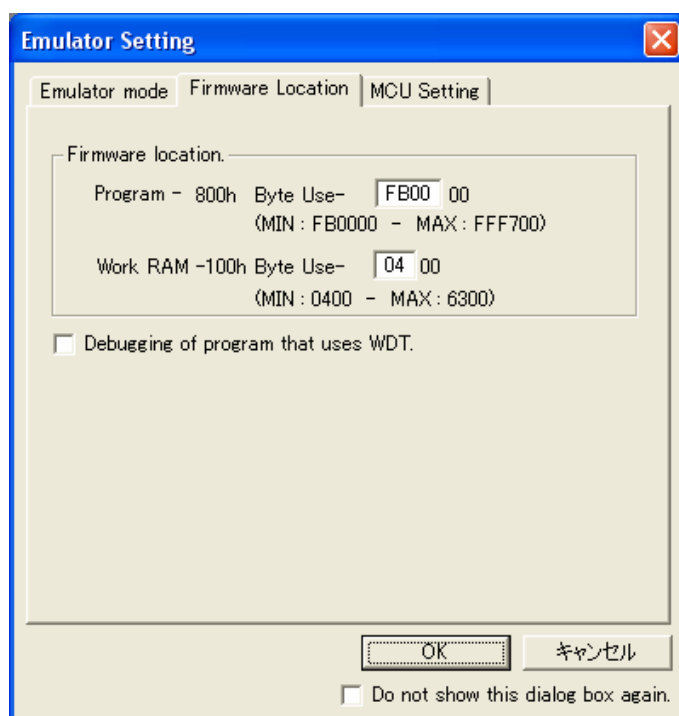 Emulator Setting
Emulator mode Firmware Location MCU Setting
Firmware location.
Program - 800h Byte Use- FB00 00
(MIN : FB0000 - MAX : FFF700)
Work RAM -100h Byte Use- 04 00
(MIN : 0400 - MAX : 6300)
Debugging of program that uses WDT.
OK キャンセル
Do not show this dialog box again.